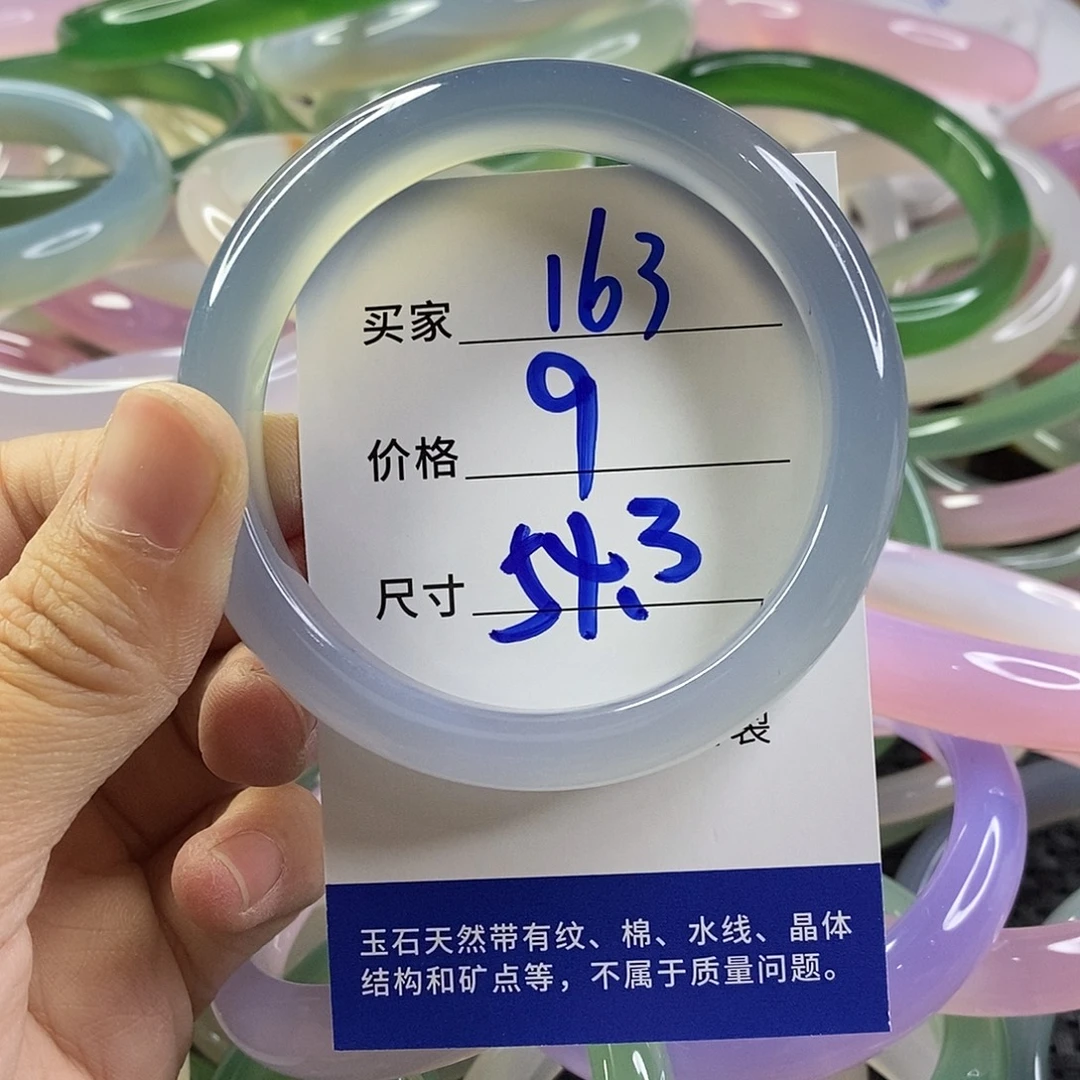 买家 163
价格 9
尺寸 54.3
裂
玉石天然带有纹、棉、水线、晶体
结构和矿点等，不属于质量问题。